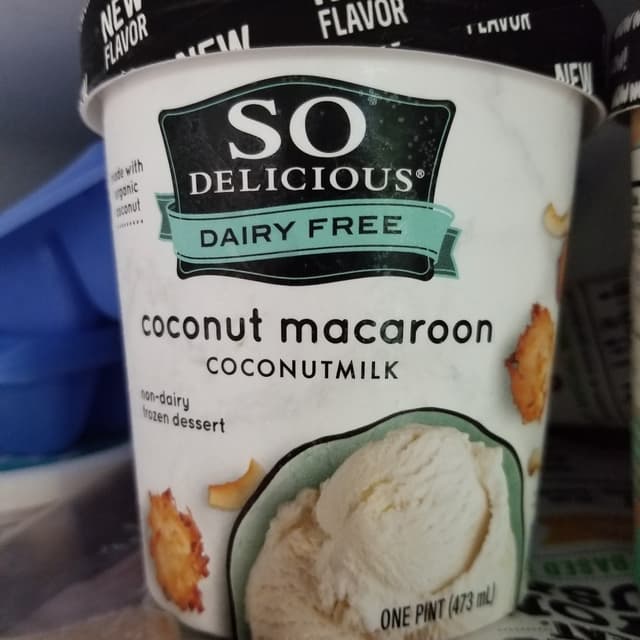 NEW
FLAVOR
NEW
FLAVOR
FLAVOR
NEW
SO
DELICIOUS®
DAIRY FREE
made with
organic
coconut
coconut macaroon
COCONUTMILK
non-dairy
frozen dessert
ONE PINT (473 mL)